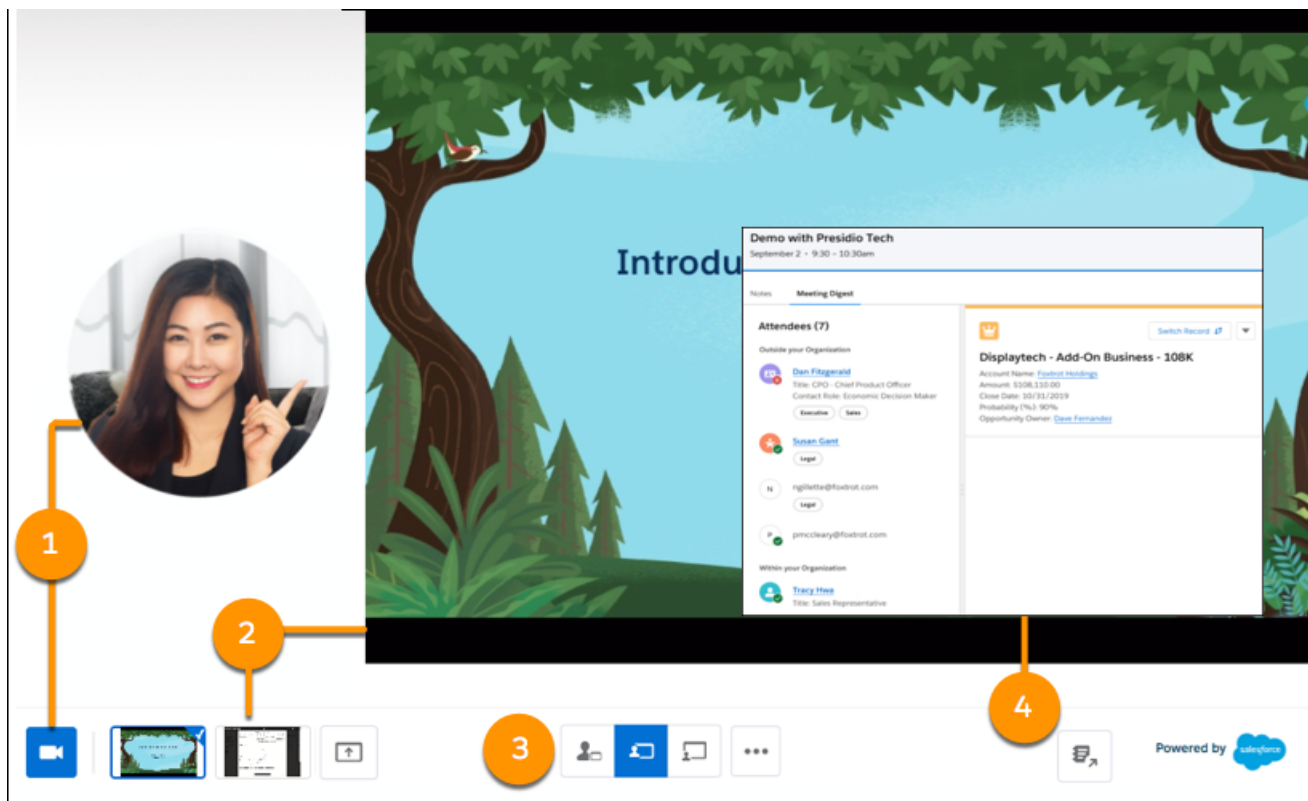 Introdu
Demo with Presidio Tech
September 2 • 9:30 – 10:30am
Notes Meeting Digest
Attendees (7)
Outside your Organization
Dan Fitzgerald
Title: CPO - Chief Product Officer
Contact Role: Economic Decision Maker
Executive Sales
Susan Gant
Legal
N ngillette@foxtrot.com
Legal
P pmccleary@foxtrot.com
Within your Organization
Tracy Hwa
Title: Sales Representative
Switch Record
Displaytech - Add-On Business - 108K
Account Name: Foxtrot Holdings
Amount: $108,110.00
Close Date: 10/31/2019
Probability (%): 90%
Opportunity Owner: Dave Fernandez
1
2
3
4
Powered by salesforce